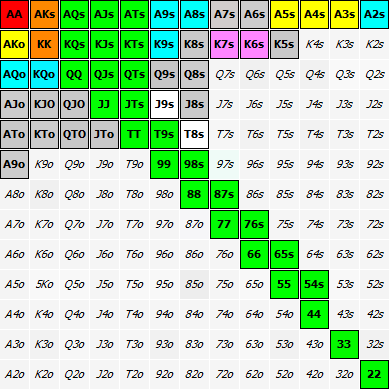 AA AKs AQs AJs ATs A9s A8s A7s A6s A5s A4s A3s A2s
AKo KK KQs KJs KTs K9s K8s K7s K6s K5s K4s K3s K2s
AQo KQo QQ QJs QTs Q9s Q8s Q7s Q6s Q5s Q4s Q3s Q2s
AJo KJO QJO JJ JTs J9s J8s J7s J6s J5s J4s J3s J2s
ATo KTo QTO JTo TT T9s T8s T7s T6s T5s T4s T3s T2s
A9o K9o Q9o J9o T9o 99 98s 97s 96s 95s 94s 93s 92s
A8o K8o Q8o J8o T8o 98o 88 87s 86s 85s 84s 83s 82s
A7o K7o Q7o J7o T7o 97o 87o 77 76s 75s 74s 73s 72s
A6o K6o Q6o J6o T6o 96o 86o 76o 66 65s 64s 63s 62s
A5o 5Ko Q5o J5o T5o 95o 85o 75o 65o 55 54s 53s 52s
A4o K4o Q4o J4o T4o 94o 84o 74o 64o 54o 44 43s 42s
A3o K3o Q3o J3o T3o 93o 83o 73o 63o 53o 43o 33 32s
A2o K2o Q2o J2o T2o 92o 82o 72o 62o 52o 42o 32o 22